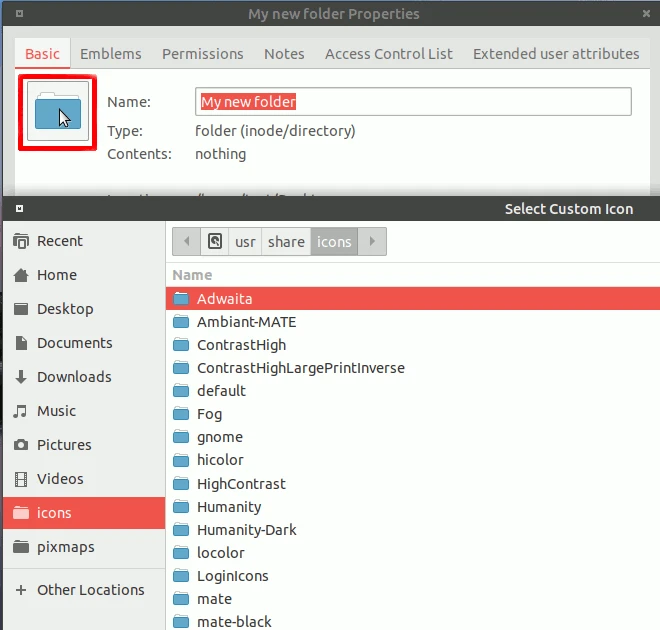 My new folder Properties
Basic Emblems Permissions Notes Access Control List Extended user attributes
Name: My new folder
Type: folder (inode/directory)
Contents: nothing
Select Custom Icon
Recent
Home
Desktop
Documents
Downloads
Music
Pictures
Videos
icons
pixmaps
Other Locations
usr share icons
Name
Adwaita
Ambiant-MATE
ContrastHigh
ContrastHighLargePrintInverse
default
Fog
gnome
hicolor
HighContrast
Humanity
Humanity-Dark
locolor
LoginIcons
mate
mate-black